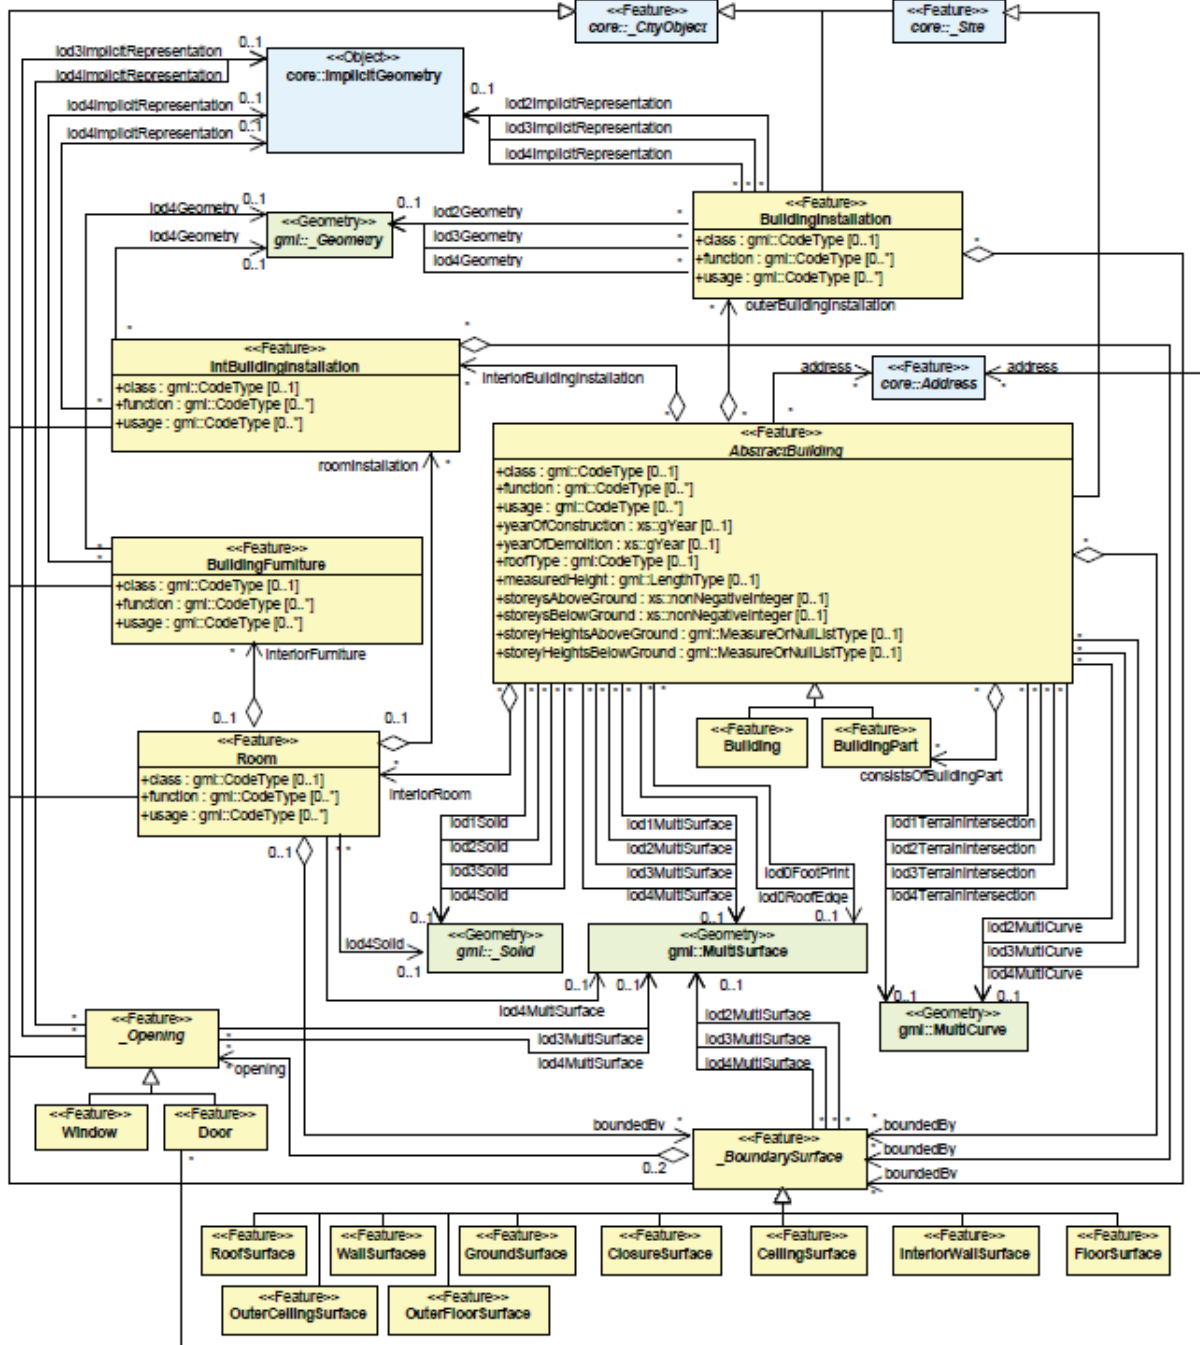 <<Feature>>
core::_CityObject
<<Feature>>
core::_Site
lod3ImplicitRepresentation
0..1
lod4ImplicitRepresentation
<<Object>>
core::ImplicitGeometry
lod4ImplicitRepresentation
0..1
lod4ImplicitRepresentation
0..1
0..1
lod2ImplicitRepresentation
lod3ImplicitRepresentation
lod4ImplicitRepresentation
* * *
lod4Geometry
0..1
lod4Geometry
0..1
<<Geometry>>
gml::_Geometry
0..1
lod2Geometry
*
lod3Geometry
*
lod4Geometry
*
<<Feature>>
BuildingInstallation
+class : gml::CodeType [0..1]
+function : gml::CodeType [0..*]
+usage : gml::CodeType [0..*]
*
* outerBuildingInstallation
*
<<Feature>>
IntBuildingInstallation
+class : gml::CodeType [0..1]
+function : gml::CodeType [0..*]
+usage : gml::CodeType [0..*]
*
*
interiorBuildingInstallation
*
address
*
<<Feature>>
core::Address
address
*
* * *
<<Feature>>
AbstractBuilding
+class : gml::CodeType [0..1]
+function : gml::CodeType [0..*]
+usage : gml::CodeType [0..*]
+yearOfConstruction : xs::gYear [0..1]
+yearOfDemolition : xs::gYear [0..1]
+roofType : gml:CodeType [0..1]
+measuredHeight : gml::LengthType [0..1]
+storeysAboveGround : xs::nonNegativeInteger [0..1]
+storeysBelowGround : xs::nonNegativeInteger [0..1]
+storeyHeightsAboveGround : gml::MeasureOrNullListType [0..1]
+storeyHeightsBelowGround : gml::MeasureOrNullListType [0..1]
*
roomInstallation
*
<<Feature>>
BuildingFurniture
+class : gml::CodeType [0..1]
+function : gml::CodeType [0..*]
+usage : gml::CodeType [0..*]
*
*
* interiorFurniture
0..1
0..1
<<Feature>>
Room
+class : gml::CodeType [0..1]
+function : gml::CodeType [0..*]
+usage : gml::CodeType [0..*]
*
interiorRoom
<<Feature>>
Building
<<Feature>>
BuildingPart
*
consistsOfBuildingPart
0..1
* *
lod1Solid
lod2Solid
lod3Solid
lod4Solid
0..1
lod1MultiSurface
lod2MultiSurface
lod3MultiSurface
lod4MultiSurface
0..1
lod0FootPrint
lod0RoofEdge
0..1
lod1TerrainIntersection
lod2TerrainIntersection
lod3TerrainIntersection
lod4TerrainIntersection
0..1
lod2MultiCurve
lod3MultiCurve
lod4MultiCurve
0..1
lod4Solid
0..1
<<Geometry>>
gml::_Solid
<<Geometry>>
gml::MultiSurface
<<Geometry>>
gml::MultiCurve
0..1
0..1
0..1
lod4MultiSurface
lod3MultiSurface
lod4MultiSurface
lod2MultiSurface
lod3MultiSurface
lod4MultiSurface
<<Feature>>
_Opening
*
*
*
*opening
<<Feature>>
Window
<<Feature>>
Door
*
boundedBy
*
0..2
* * *
<<Feature>>
_BoundarySurface
*
boundedBy
*
boundedBy
boundedBy
*
<<Feature>>
RoofSurface
<<Feature>>
WallSurfacee
<<Feature>>
GroundSurface
<<Feature>>
ClosureSurface
<<Feature>>
CeilingSurface
<<Feature>>
InteriorWallSurface
<<Feature>>
FloorSurface
<<Feature>>
OuterCeilingSurface
<<Feature>>
OuterFloorSurface